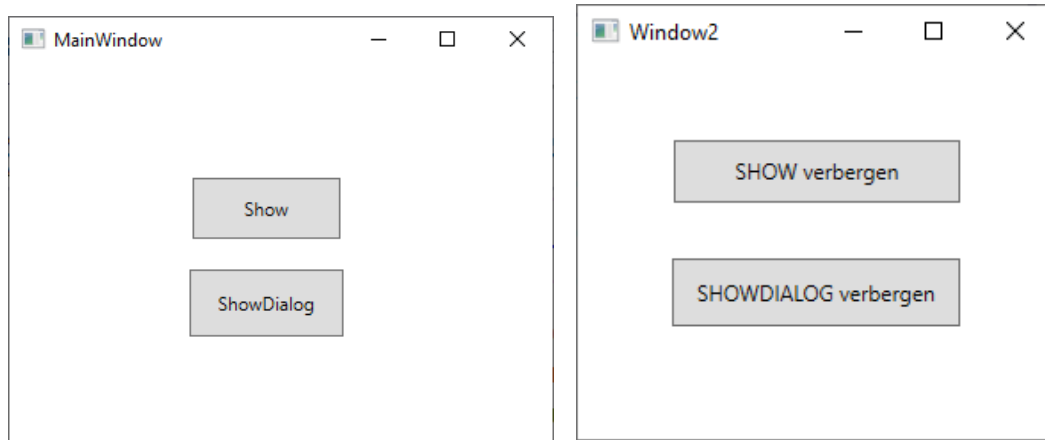 MainWindow
Show
ShowDialog
Window2
SHOW verbergen
SHOWDIALOG verbergen